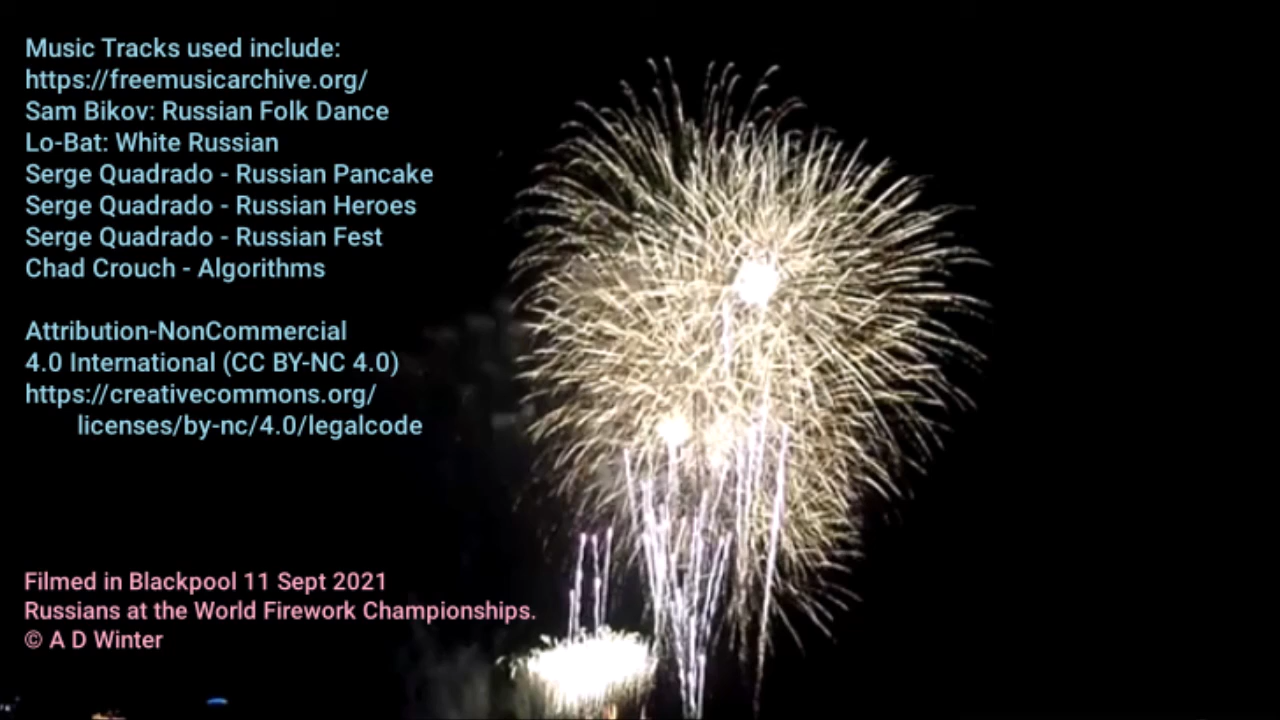 Music Tracks used include:
https://freemusicarchive.org/
Sam Bikov: Russian Folk Dance
Lo-Bat: White Russian
Serge Quadrado - Russian Pancake
Serge Quadrado - Russian Heroes
Serge Quadrado - Russian Fest
Chad Crouch - Algorithms
Attribution-NonCommercial
4.0 International (CC BY-NC 4.0)
https://creativecommons.org/
licenses/by-nc/4.0/legalcode
Filmed in Blackpool 11 Sept 2021
Russians at the World Firework Championships.
© A D Winter